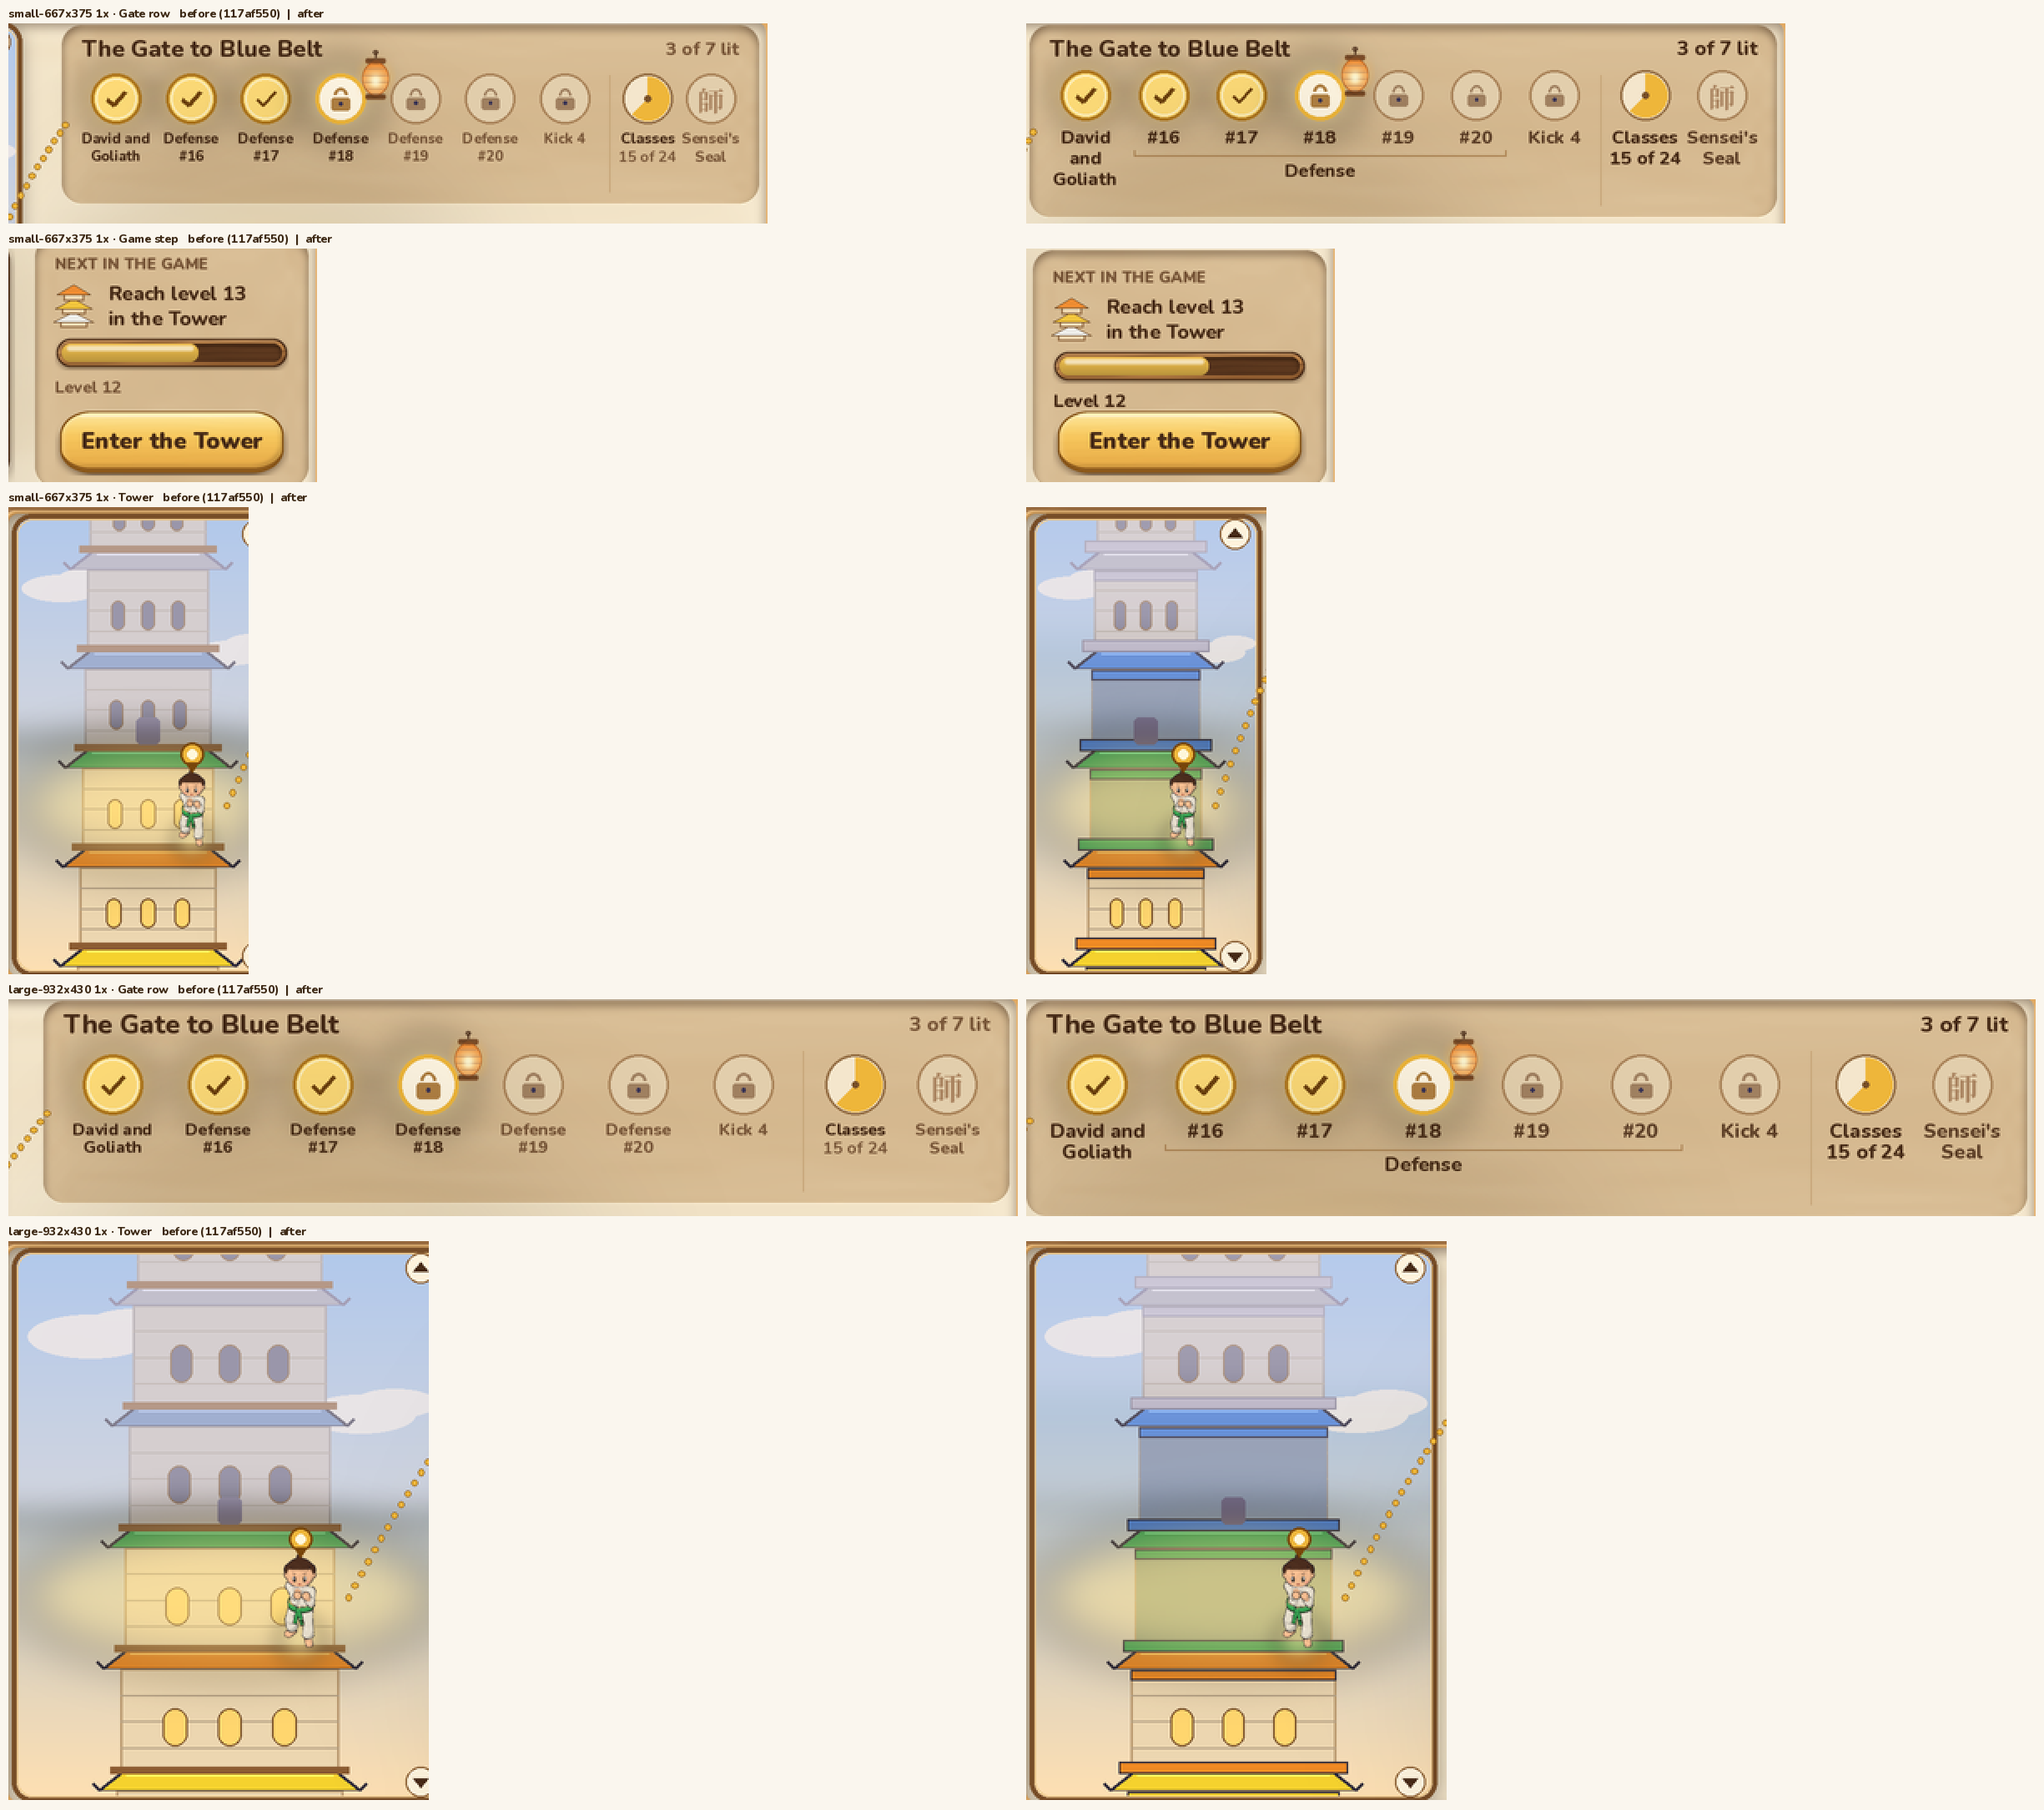 small-667x375 1x · Gate row   before (117af550)  |  after
The Gate to Blue Belt
3 of 7 lit
David and
Goliath
Defense
#16
Defense
#17
Defense
#18
Defense
#19
Defense
#20
Kick 4
Classes
15 of 24
Sensei's
Seal
The Gate to Blue Belt
3 of 7 lit
David
and
Goliath
#16
#17
#18
#19
#20
Defense
Kick 4
Classes
15 of 24
Sensei's
Seal
small-667x375 1x · Game step   before (117af550)  |  after
NEXT IN THE GAME
Reach level 13
in the Tower
Level 12
Enter the Tower
NEXT IN THE GAME
Reach level 13
in the Tower
Level 12
Enter the Tower
small-667x375 1x · Tower   before (117af550)  |  after
large-932x430 1x · Gate row   before (117af550)  |  after
The Gate to Blue Belt
3 of 7 lit
David and
Goliath
Defense
#16
Defense
#17
Defense
#18
Defense
#19
Defense
#20
Kick 4
Classes
15 of 24
Sensei's
Seal
The Gate to Blue Belt
3 of 7 lit
David and
Goliath
#16
#17
#18
#19
#20
Defense
Kick 4
Classes
15 of 24
Sensei's
Seal
large-932x430 1x · Tower   before (117af550)  |  after